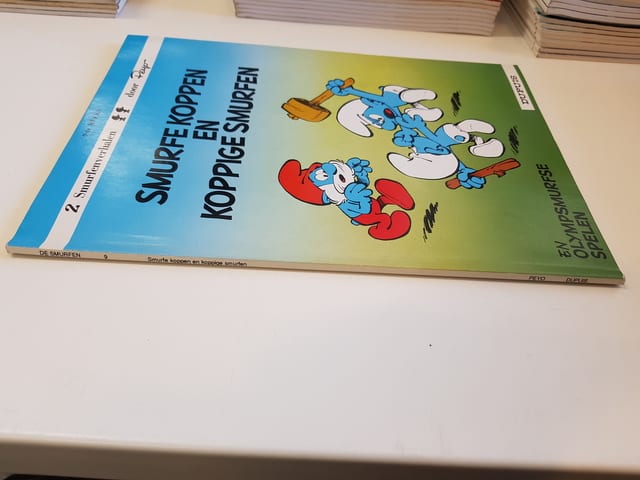 2. Smurfenverhalen door Peyo
SMURFE KOPPEN
EN
KOPPIGE SMURFEN
DUPUIS
EN
OLYMPSMURFSE
SPELEN
DE SMURFEN 9 Smurfe koppen en koppige smurfen PEYO DUPUIS